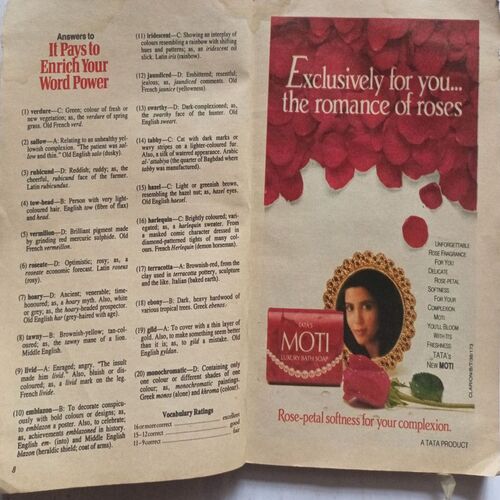 Answers to
It Pays to
Enrich Your
Word Power
(1) verdure—C: Green; colour of fresh or
new vegetation; as, the verdure of spring
grass. Old French verd.
(2) sallow—A: Relating to an unhealthy yel-
lowish complexion. "The patient was sal-
low and thin." Old English salo (dusky).
(3) rubicund—D: Reddish; ruddy; as, the
cheerful, rubicund face of the farmer.
Latin rubicundus.
(4) tow-head—B: Person with very light-
coloured hair. English tow (fibre of flax)
and head.
(5) vermilion—D: Brilliant pigment made
by grinding red mercuric sulphide. Old
French vermeillon.
(6) roseate—D: Optimistic; rosy; as, a
roseate economic forecast. Latin roseus
(rosy).
(7) hoary—D: Ancient; venerable; time-
honoured; as, a hoary myth. Also, white
or grey; as, the hoary-bearded prospector.
Old English har (grey-haired with age).
(8) tawny—B: Brownish-yellow; tan-col-
oured; as, the tawny mane of a lion.
Middle English.
(9) livid—A: Enraged; angry. "The insult
made him livid." Also, bluish or dis-
coloured; as, a livid mark on the leg.
French livide.
(10) emblazon—B: To decorate conspicu-
ously with bold colours or designs; as, to
emblazon a poster. Also, to celebrate;
as, achievements emblazoned in history.
English em- (into) and Middle English
blazon (heraldic shield; coat of arms).
8
(11) iridescent—C: Showing an interplay of
colours resembling a rainbow with shifting
hues and patterns; as, an iridescent oil
slick. Latin iris (rainbow).
(12) jaundiced—D: Embittered; resentful;
jealous; as, jaundiced comments. Old
French jaunice (yellowness).
(13) swarthy—D: Dark-complexioned; as,
the swarthy face of the hunter. Old
English sweart.
(14) tabby—C: Cat with dark marks or
wavy stripes on a lighter-coloured fur.
Also, a silk of watered appearance. Arabic
al-'attabiya (the quarter of Baghdad where
tabby was manufactured).
(15) hazel—C: Light or greenish brown,
resembling the hazel nut; as, hazel eyes.
Old English haesel.
(16) harlequin—C: Brightly coloured; vari-
egated; as, a harlequin sweater. From
a masked comic character dressed in
diamond-patterned tights of many col-
ours. French Herlequin (demon horseman).
(17) terracotta—A: Brownish-red, from the
clay used in terracotta pottery, sculpture
and the like. Italian (baked earth).
(18) ebony—B: Dark, heavy hardwood of
various tropical trees. Greek ebenos.
(19) gild—A: To cover with a thin layer of
gold. Also, to make something seem better
than it is; as, to gild a mistake. Old
English gyldan.
(20) monochromatic—D: Containing only
one colour or different shades of one
colour; as, monochromatic paintings.
Greek monos (alone) and khroma (colour).
Vocabulary Ratings
16 or more correct excellent
15–12 correct good
11–9 correct fair
Exclusively for you...
the romance of roses
UNFORGETTABLE
ROSE FRAGRANCE
FOR YOU
DELICATE
ROSE-PETAL
SOFTNESS
FOR YOUR
COMPLEXION
MOTI
YOU'LL BLOOM
WITH ITS
FRESHNESS
TATA's
NEW MOTI
TATA's
MOTI
LUXURY BATH SOAP
Rose-petal softness for your complexion.
A TATA PRODUCT